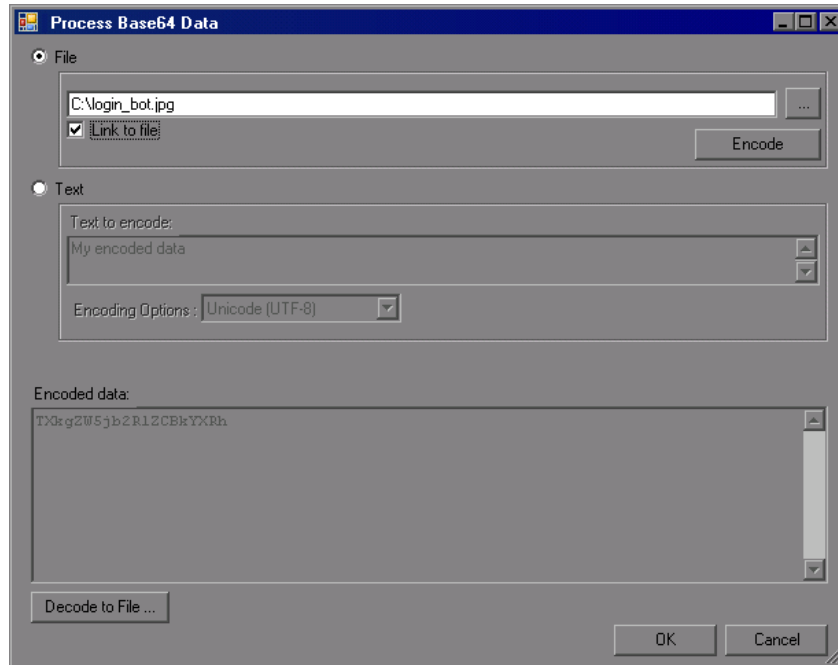 Process Base64 Data
File
C:\login_bot.jpg
...
Link to file
Encode
Text
Text to encode:
My encoded data
Encoding Options : Unicode (UTF-8)
Encoded data:
TXkgZW5jb2RlZCBkYXRh
Decode to File ...
OK
Cancel